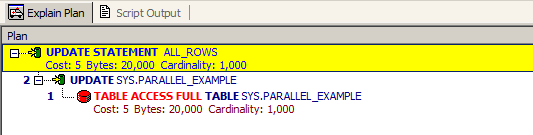 Explain Plan Script Output
Plan
UPDATE STATEMENT ALL_ROWS
Cost: 5 Bytes: 20,000 Cardinality: 1,000
2 UPDATE SYS.PARALLEL_EXAMPLE
1 TABLE ACCESS FULL TABLE SYS.PARALLEL_EXAMPLE
Cost: 5 Bytes: 20,000 Cardinality: 1,000